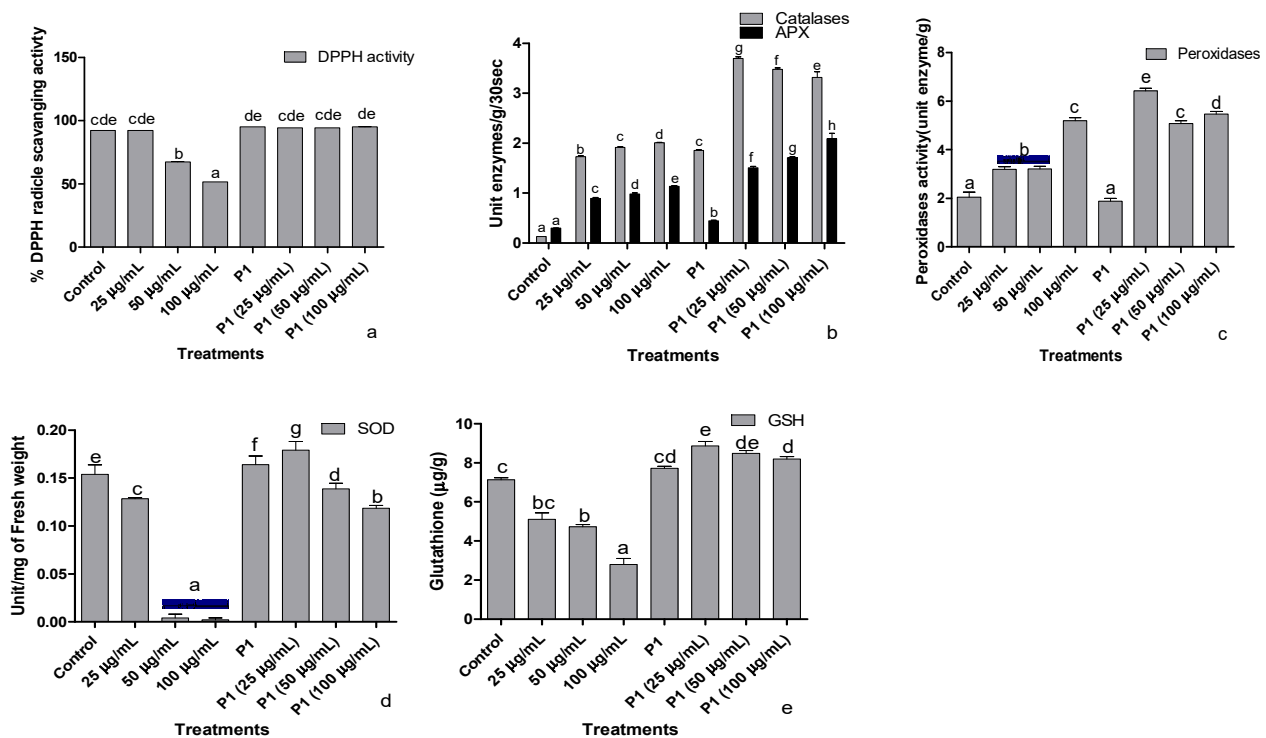 DPPH activity
% DPPH radicle scavanging activty
150
100
50
0
cde cde b a de de de de
Control
25 µg/mL
50 µg/mL
100 µg/mL
P1
P1 (25 µg/mL)
P1 (50 µg/mL)
P1 (100 µg/mL)
Treatments
a
Catalases
APX
Unit enzymes/g/30sec
4
3
2
1
0
a a b c c d d e c b g f f g e h
Control
25 µg/mL
50 µg/mL
100 µg/mL
P1
P1 (25 µg/mL)
P1 (50 µg/mL)
P1 (100 µg/mL)
Treatments
b
Peroxidases
Peroxidases activity(unit enzyme/g)
8
6
4
2
0
a b c a e c d
Control
25 µg/mL
50 µg/mL
100 µg/mL
P1
P1 (25 µg/mL)
P1 (50 µg/mL)
P1 (100 µg/mL)
Treatments
c
SOD
Unit/mg of Fresh weight
0.20
0.15
0.10
0.05
0.00
e c a f g d b
Control
25 µg/mL
50 µg/mL
100 µg/mL
P1
P1 (25 µg/mL)
P1 (50 µg/mL)
P1 (100 µg/mL)
Treatments
d
GSH
Glutathione (µg/g)
10
8
6
4
2
0
c bc b a cd e de d
Control
25 µg/mL
50 µg/mL
100 µg/mL
P1
P1 (25 µg/mL)
P1 (50 µg/mL)
P1 (100 µg/mL)
Treatments
e